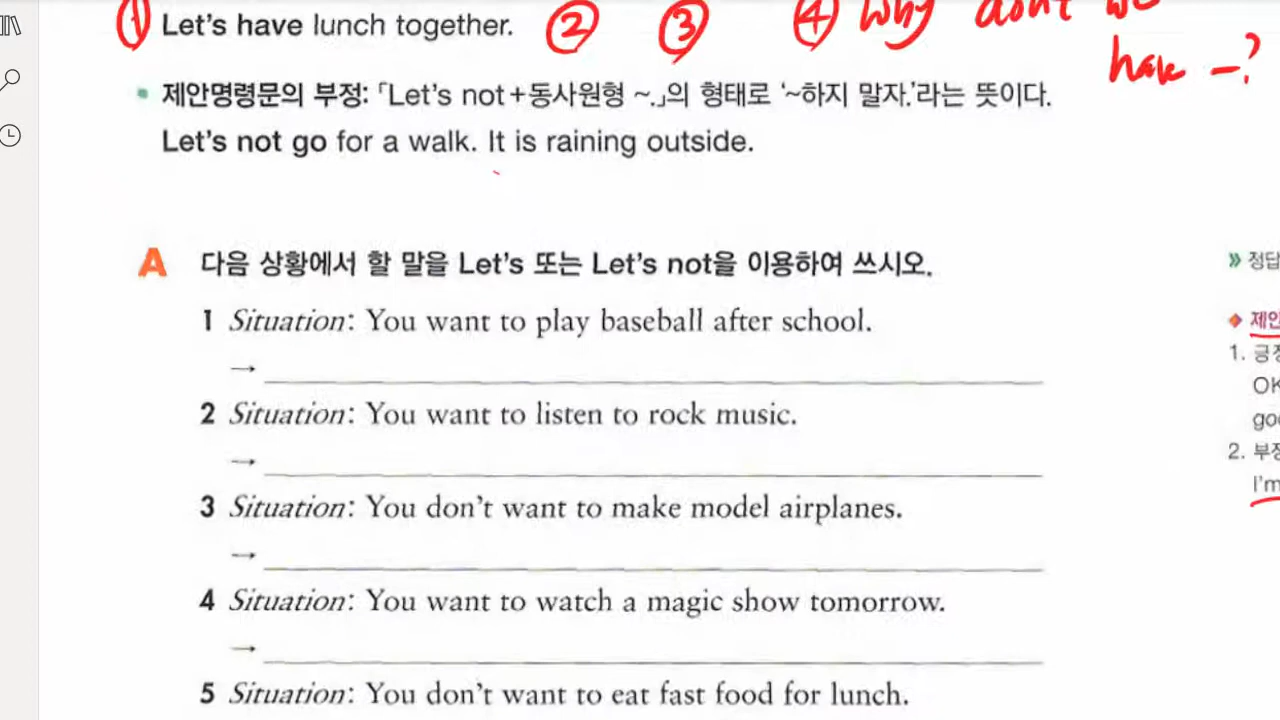 ① Let's have lunch together. ② ③ ④ Why don't we
have ~?
• 제안명령문의 부정: 「Let's not+동사원형 ~.」의 형태로 '~하지 말자.'라는 뜻이다.
Let's not go for a walk. It is raining outside.
A 다음 상황에서 할 말을 Let's 또는 Let's not을 이용하여 쓰시오.
1 Situation: You want to play baseball after school.
→
2 Situation: You want to listen to rock music.
→
3 Situation: You don't want to make model airplanes.
→
4 Situation: You want to watch a magic show tomorrow.
→
5 Situation: You don't want to eat fast food for lunch.
» 정답
◆ 제안
1. 긍정
OK
goo
2. 부정
I'm